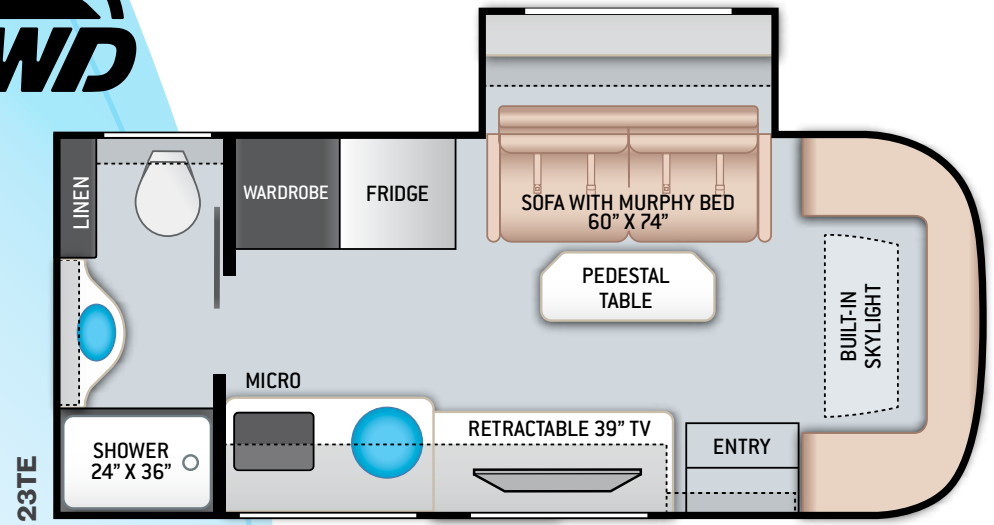 WD
LINEN
WARDROBE
FRIDGE
SOFA WITH MURPHY BED
60” X 74”
PEDESTAL
TABLE
BUILT-IN
SKYLIGHT
MICRO
RETRACTABLE 39” TV
ENTRY
SHOWER
24” X 36”
23TE